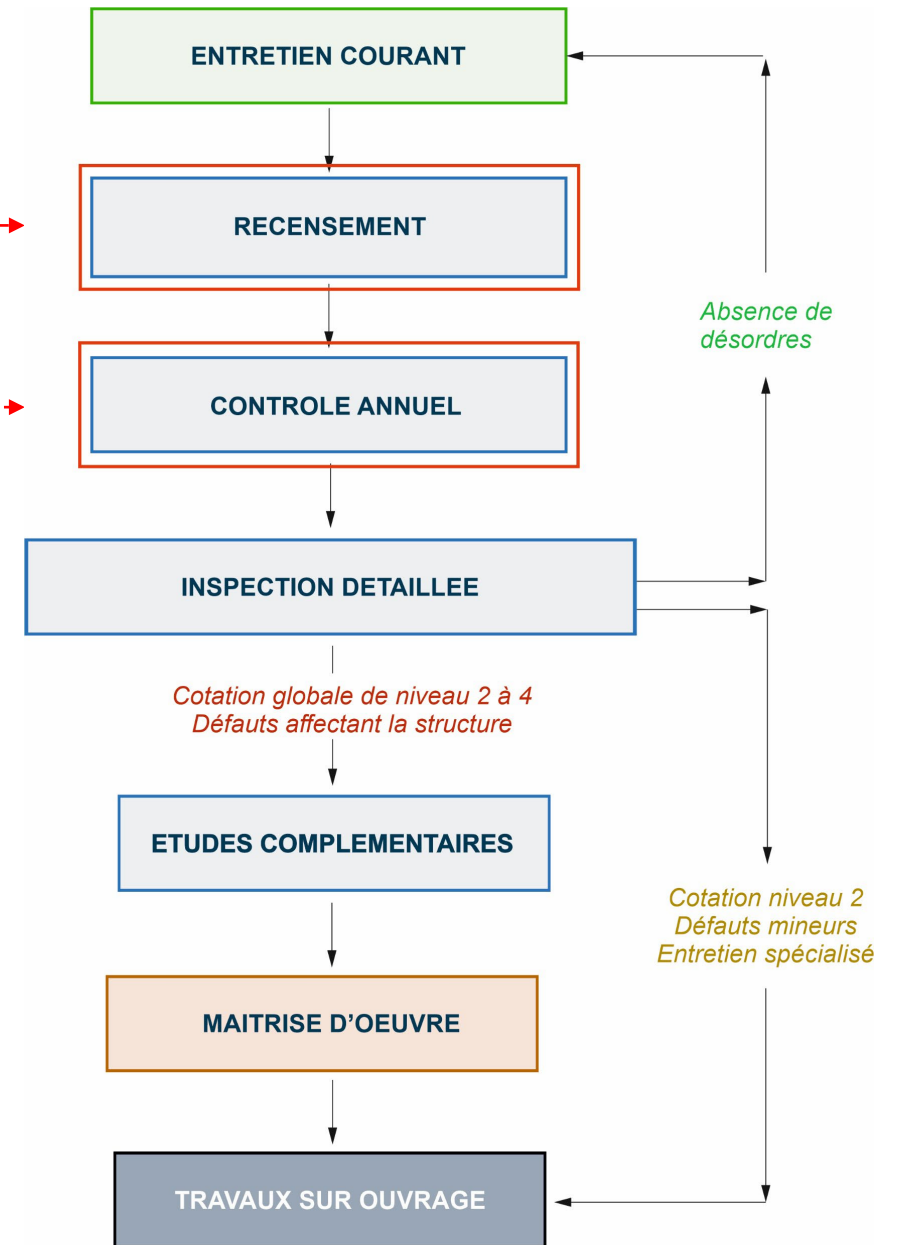 ENTRETIEN COURANT
RECENSEMENT
Absence de
désordres
CONTROLE ANNUEL
INSPECTION DETAILLEE
Cotation globale de niveau 2 à 4
Défauts affectant la structure
ETUDES COMPLEMENTAIRES
Cotation niveau 2
Défauts mineurs
Entretien spécialisé
MAITRISE D’OEUVRE
TRAVAUX SUR OUVRAGE